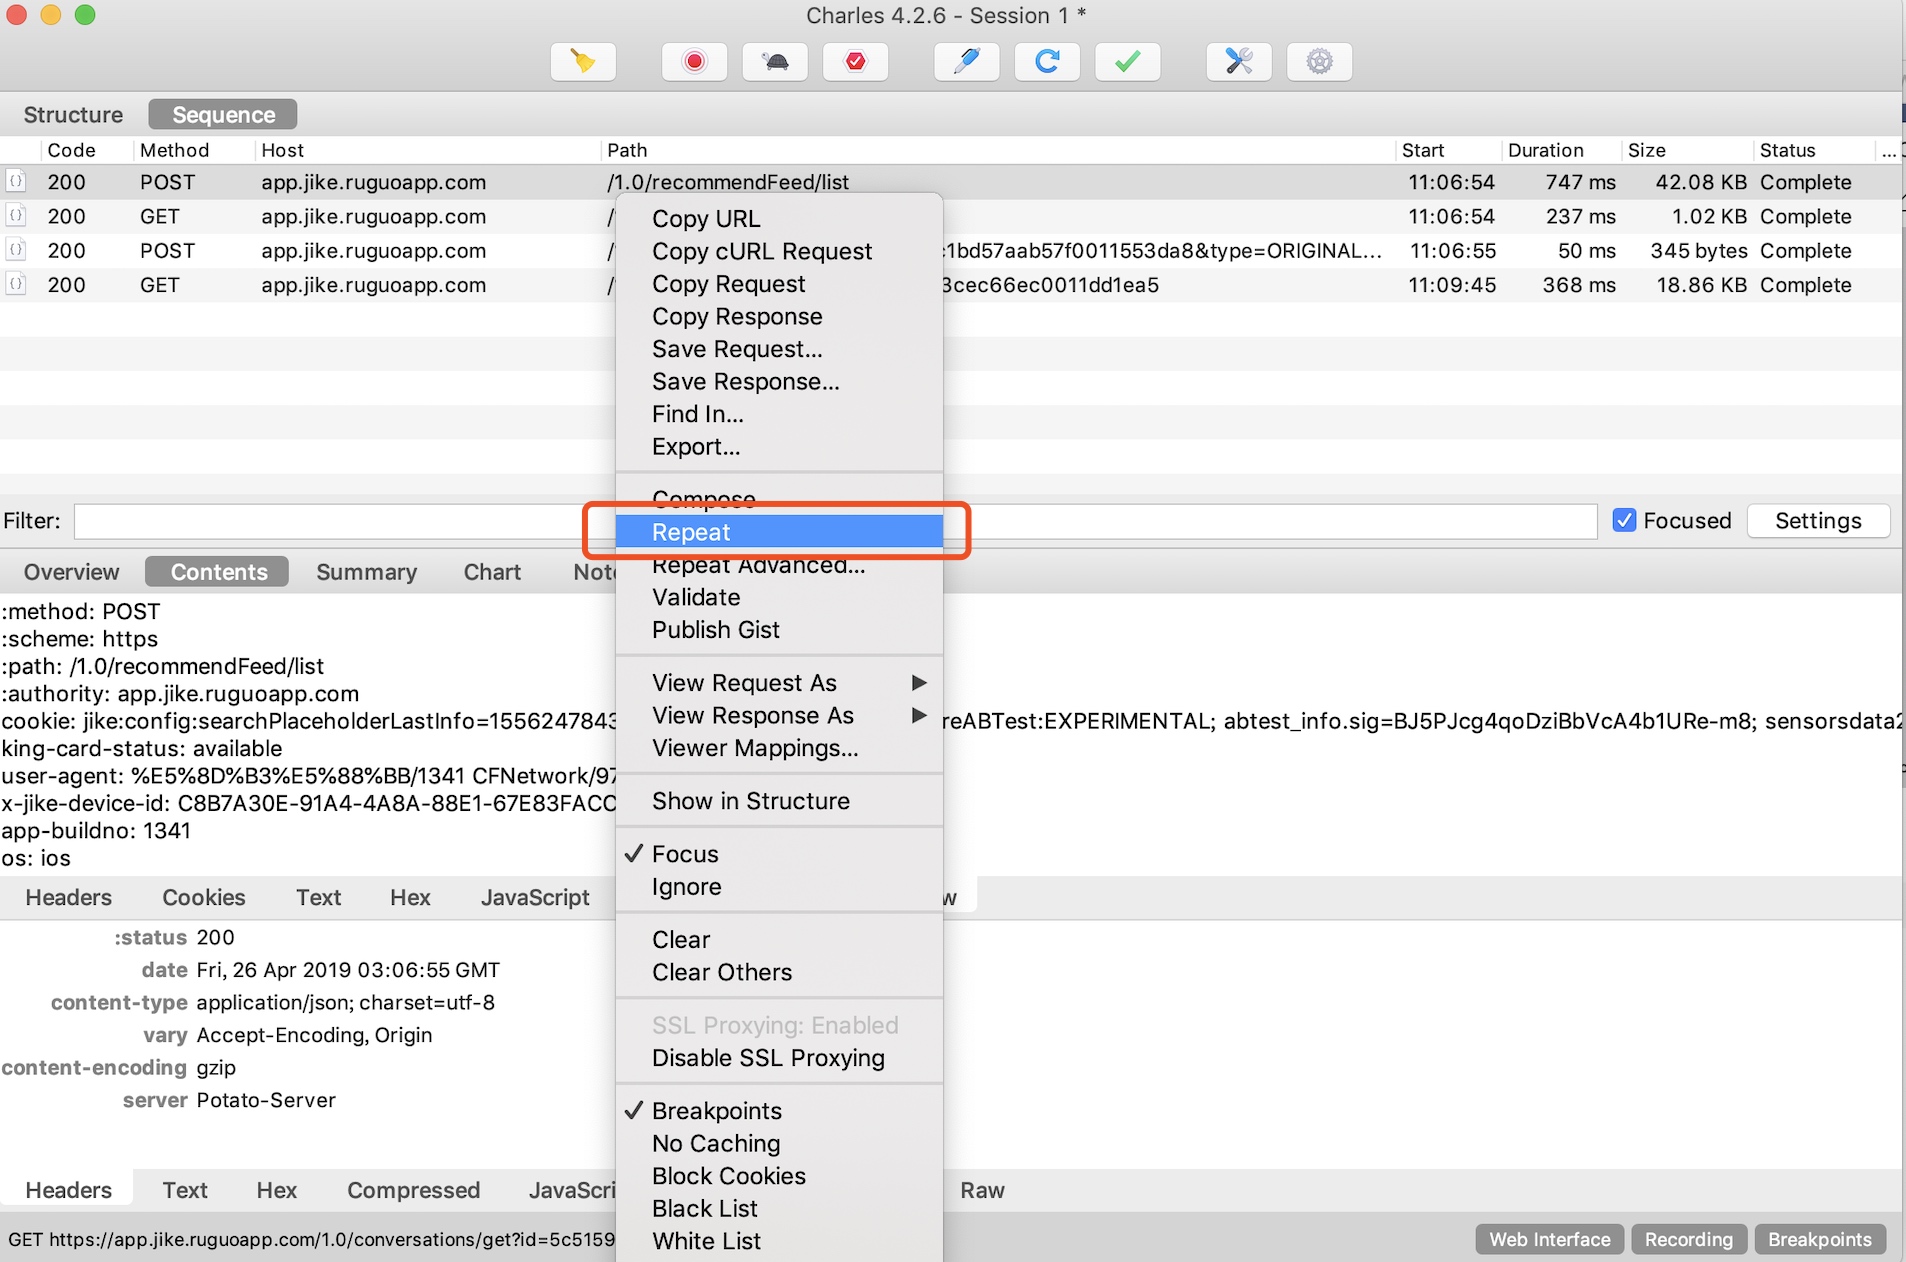 Charles 4.2.6 - Session 1 *
Structure Sequence
Code Method Host Path Start Duration Size Status ...
200 POST app.jike.ruguoapp.com /1.0/recommendFeed/list 11:06:54 747 ms 42.08 KB Complete
200 GET app.jike.ruguoapp.com 11:06:54 237 ms 1.02 KB Complete
200 POST app.jike.ruguoapp.com 1bd57aab57f0011553da8&type=ORIGINAL... 11:06:55 50 ms 345 bytes Complete
200 GET app.jike.ruguoapp.com 3cec66ec0011dd1ea5 11:09:45 368 ms 18.86 KB Complete
Copy URL
Copy cURL Request
Copy Request
Copy Response
Save Request...
Save Response...
Find In...
Export...
Compose
Repeat
Repeat Advanced...
Validate
Publish Gist
View Request As
View Response As
Viewer Mappings...
Show in Structure
Focus
Ignore
Clear
Clear Others
SSL Proxying: Enabled
Disable SSL Proxying
Breakpoints
No Caching
Block Cookies
Black List
White List
Filter: Focused Settings
Overview Contents Summary Chart Not
:method: POST
:scheme: https
:path: /1.0/recommendFeed/list
:authority: app.jike.ruguoapp.com
cookie: jike:config:searchPlaceholderLastInfo=1556247843 reABTest:EXPERIMENTAL; abtest_info.sig=BJ5PJcg4qoDziBbVcA4b1URe-m8; sensorsdata2
king-card-status: available
user-agent: %E5%8D%B3%E5%88%BB/1341 CFNetwork/97
x-jike-device-id: C8B7A30E-91A4-4A8A-88E1-67E83FACC
app-buildno: 1341
os: ios
Headers Cookies Text Hex JavaScript w
:status 200
date Fri, 26 Apr 2019 03:06:55 GMT
content-type application/json; charset=utf-8
vary Accept-Encoding, Origin
content-encoding gzip
server Potato-Server
Headers Text Hex Compressed JavaScri Raw
GET https://app.jike.ruguoapp.com/1.0/conversations/get?id=5c5159 Web Interface Recording Breakpoints